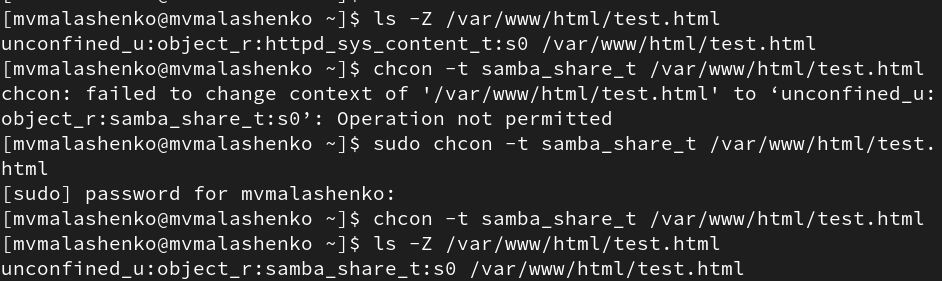 [mvmalashenko@mvmalashenko ~]$ ls -Z /var/www/html/test.html
unconfined_u:object_r:httpd_sys_content_t:s0 /var/www/html/test.html
[mvmalashenko@mvmalashenko ~]$ chcon -t samba_share_t /var/www/html/test.html
chcon: failed to change context of '/var/www/html/test.html' to ‘unconfined_u:
object_r:samba_share_t:s0’: Operation not permitted
[mvmalashenko@mvmalashenko ~]$ sudo chcon -t samba_share_t /var/www/html/test.
html
[sudo] password for mvmalashenko:
[mvmalashenko@mvmalashenko ~]$ chcon -t samba_share_t /var/www/html/test.html
[mvmalashenko@mvmalashenko ~]$ ls -Z /var/www/html/test.html
unconfined_u:object_r:samba_share_t:s0 /var/www/html/test.html